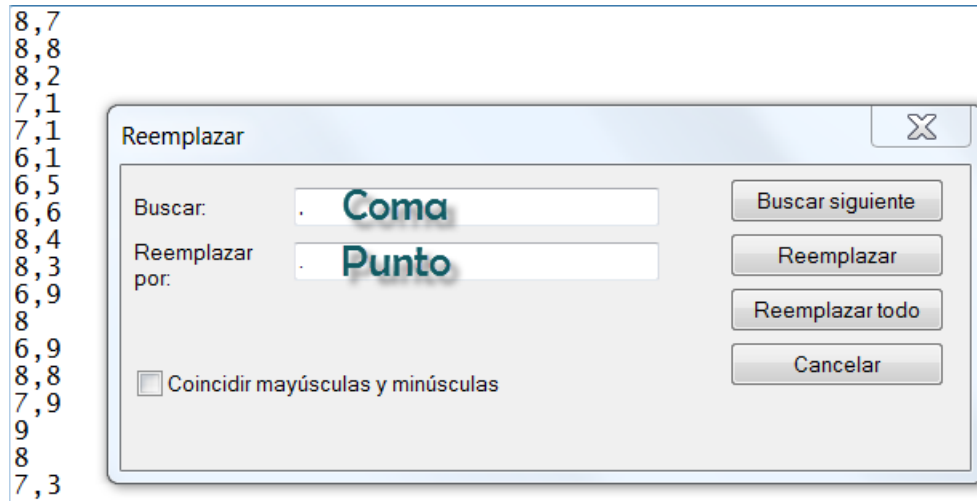 8,7
8,8
8,2
7,1
7,1
6,1
6,5
6,6
8,4
8,3
6,9
8
6,9
8,8
7,9
9
8
7,3
Reemplazar
Buscar: , Coma
Reemplazar por: . Punto
Coincidir mayúsculas y minúsculas
Buscar siguiente
Reemplazar
Reemplazar todo
Cancelar